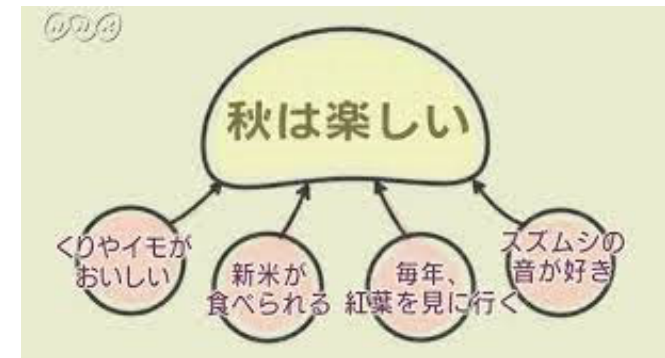 NHK
秋は楽しい
くりやイモが
おいしい
新米が
食べられる
毎年、
紅葉を見に行く
スズムシの
音が好き